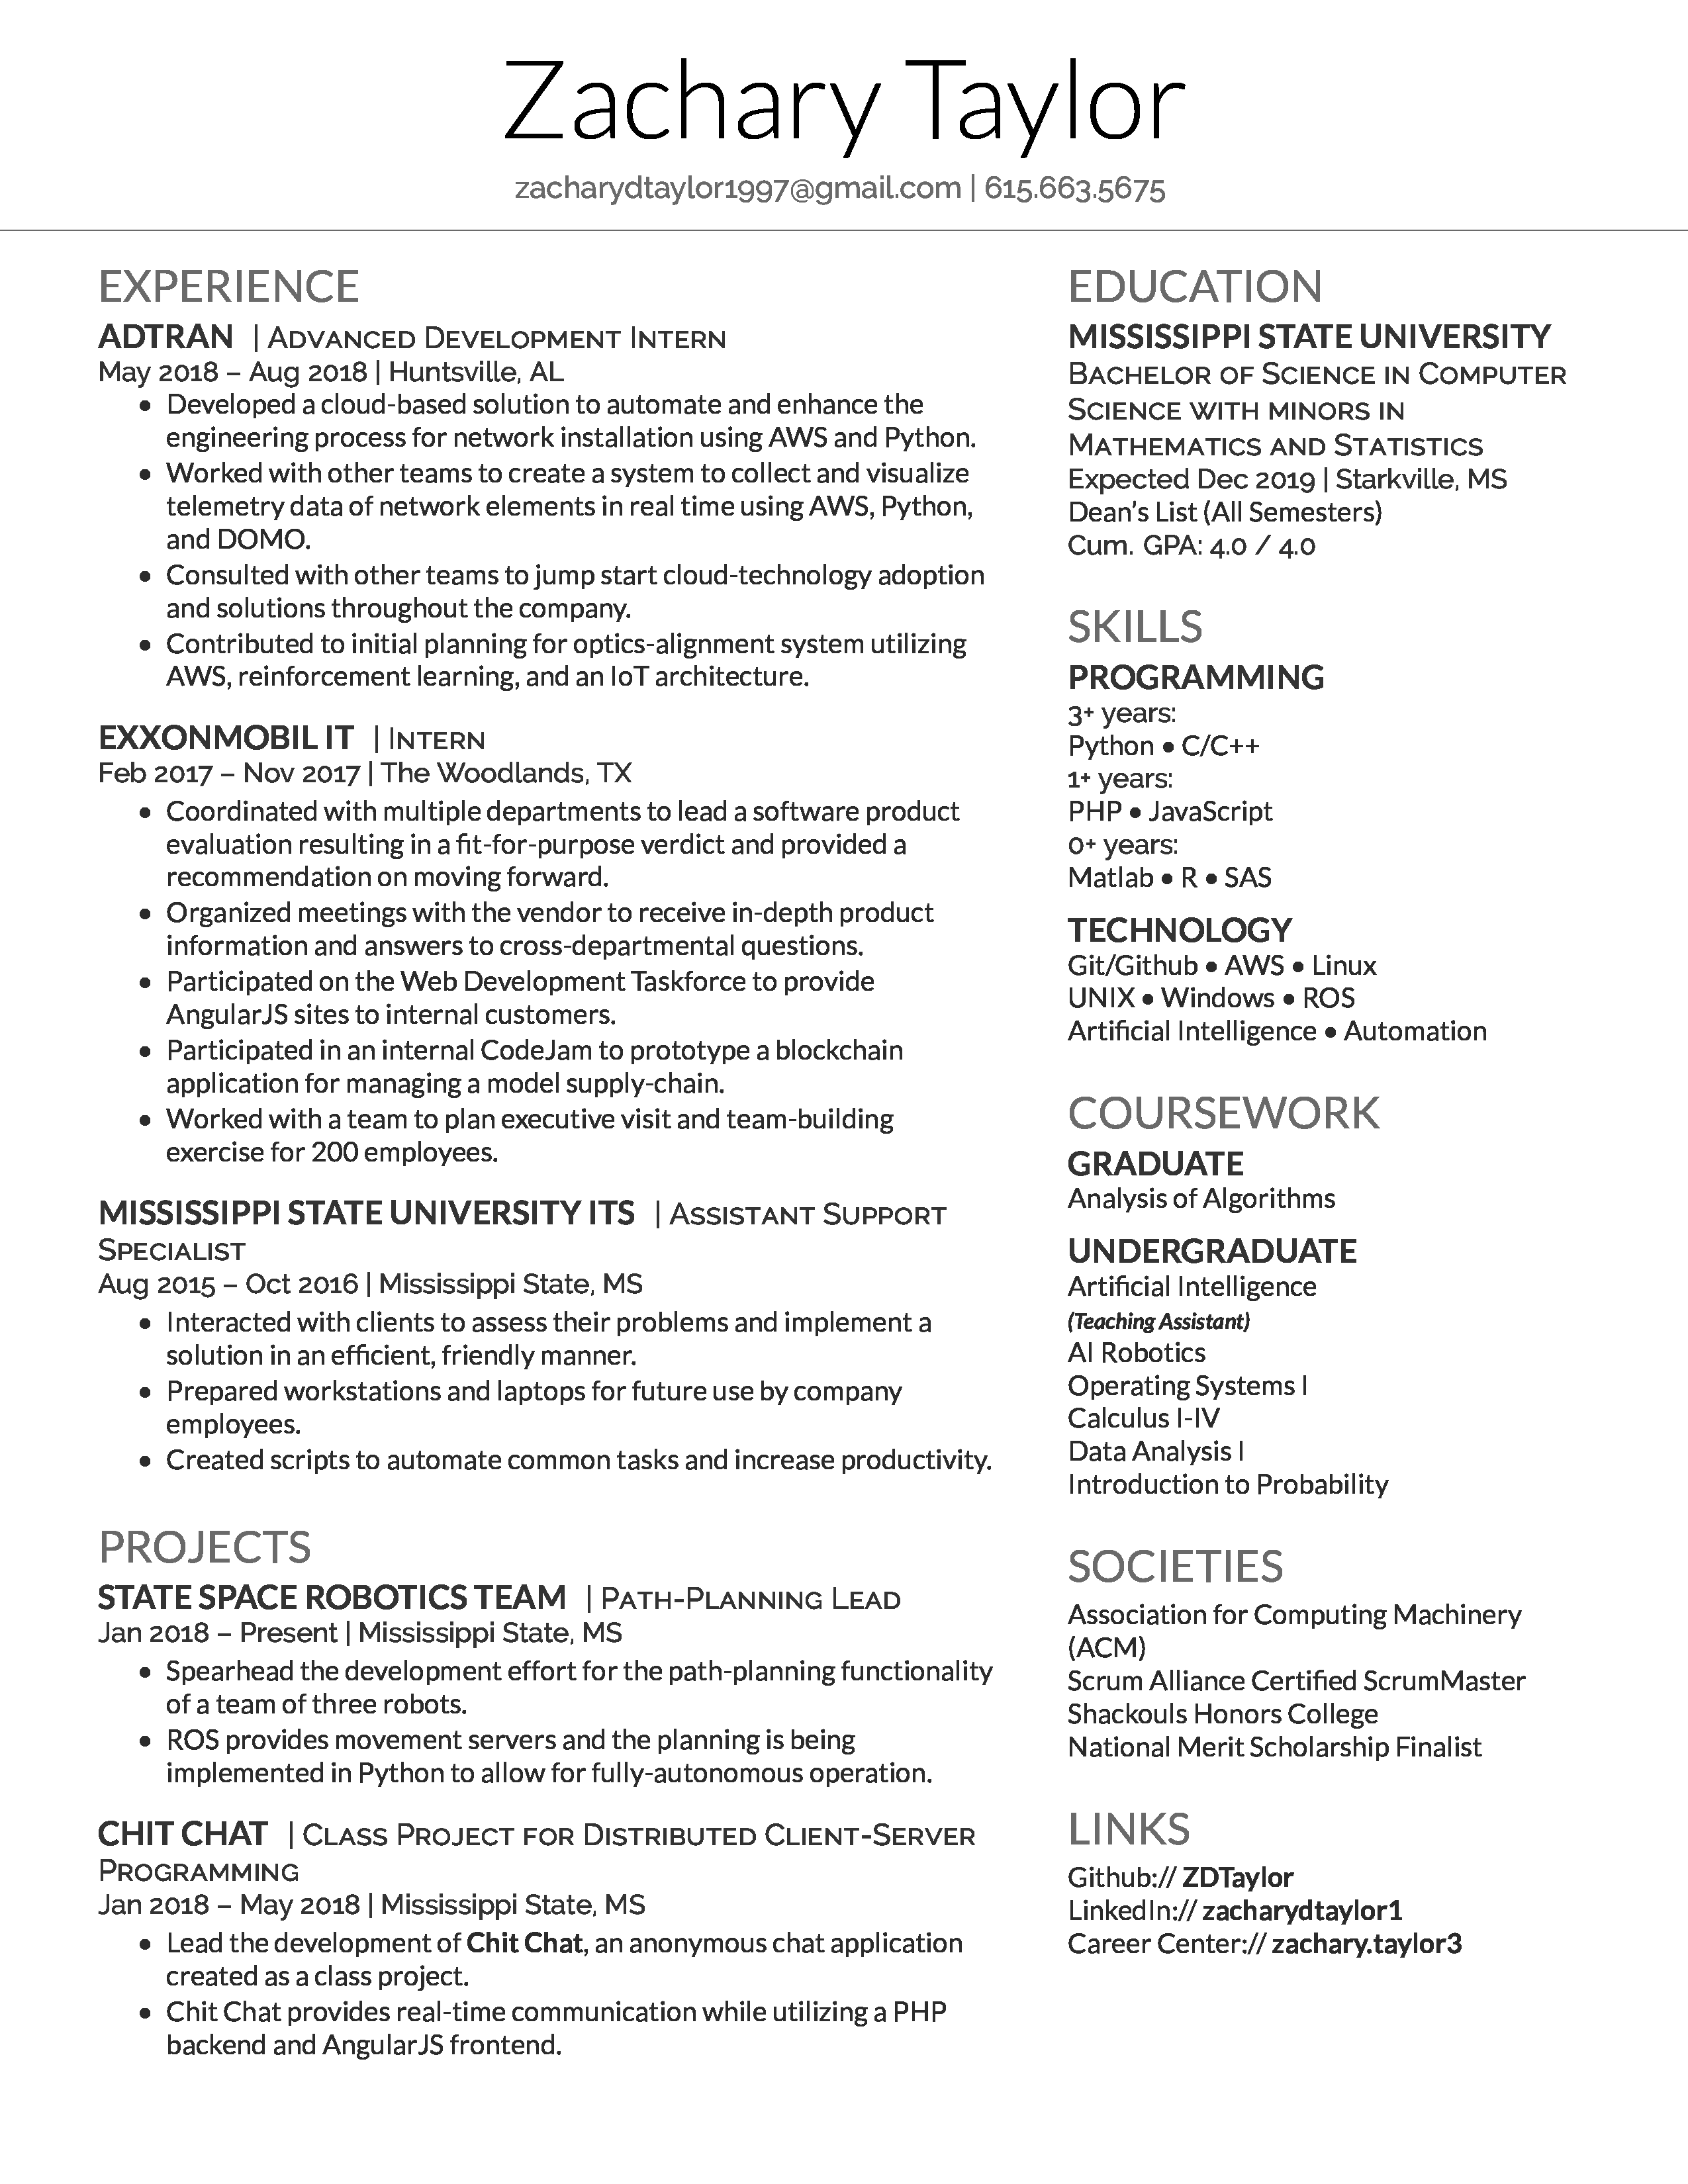 Zachary Taylor
zacharydtaylor1997@gmail.com | 615.663.5675
EXPERIENCE
ADTRAN | Advanced Development Intern
May 2018 – Aug 2018 | Huntsville, AL
• Developed a cloud-based solution to automate and enhance the
engineering process for network installation using AWS and Python.
• Worked with other teams to create a system to collect and visualize
telemetry data of network elements in real time using AWS, Python,
and DOMO.
• Consulted with other teams to jump start cloud-technology adoption
and solutions throughout the company.
• Contributed to initial planning for optics-alignment system utilizing
AWS, reinforcement learning, and an IoT architecture.
EXXONMOBIL IT | Intern
Feb 2017 – Nov 2017 | The Woodlands, TX
• Coordinated with multiple departments to lead a software product
evaluation resulting in a fit-for-purpose verdict and provided a
recommendation on moving forward.
• Organized meetings with the vendor to receive in-depth product
information and answers to cross-departmental questions.
• Participated on the Web Development Taskforce to provide
AngularJS sites to internal customers.
• Participated in an internal CodeJam to prototype a blockchain
application for managing a model supply-chain.
• Worked with a team to plan executive visit and team-building
exercise for 200 employees.
MISSISSIPPI STATE UNIVERSITY ITS | Assistant Support
Specialist
Aug 2015 – Oct 2016 | Mississippi State, MS
• Interacted with clients to assess their problems and implement a
solution in an efficient, friendly manner.
• Prepared workstations and laptops for future use by company
employees.
• Created scripts to automate common tasks and increase productivity.
PROJECTS
STATE SPACE ROBOTICS TEAM | Path-Planning Lead
Jan 2018 – Present | Mississippi State, MS
• Spearhead the development effort for the path-planning functionality
of a team of three robots.
• ROS provides movement servers and the planning is being
implemented in Python to allow for fully-autonomous operation.
CHIT CHAT | Class Project for Distributed Client-Server
Programming
Jan 2018 – May 2018 | Mississippi State, MS
• Lead the development of Chit Chat, an anonymous chat application
created as a class project.
• Chit Chat provides real-time communication while utilizing a PHP
backend and AngularJS frontend.
EDUCATION
MISSISSIPPI STATE UNIVERSITY
Bachelor of Science in Computer
Science with minors in
Mathematics and Statistics
Expected Dec 2019 | Starkville, MS
Dean's List (All Semesters)
Cum. GPA: 4.0 / 4.0
SKILLS
PROGRAMMING
3+ years:
Python • C/C++
1+ years:
PHP • JavaScript
0+ years:
Matlab • R • SAS
TECHNOLOGY
Git/Github • AWS • Linux
UNIX • Windows • ROS
Artificial Intelligence • Automation
COURSEWORK
GRADUATE
Analysis of Algorithms
UNDERGRADUATE
Artificial Intelligence
(Teaching Assistant)
AI Robotics
Operating Systems I
Calculus I-IV
Data Analysis I
Introduction to Probability
SOCIETIES
Association for Computing Machinery
(ACM)
Scrum Alliance Certified ScrumMaster
Shackouls Honors College
National Merit Scholarship Finalist
LINKS
Github:// ZDTaylor
LinkedIn:// zacharydtaylor1
Career Center:// zachary.taylor3